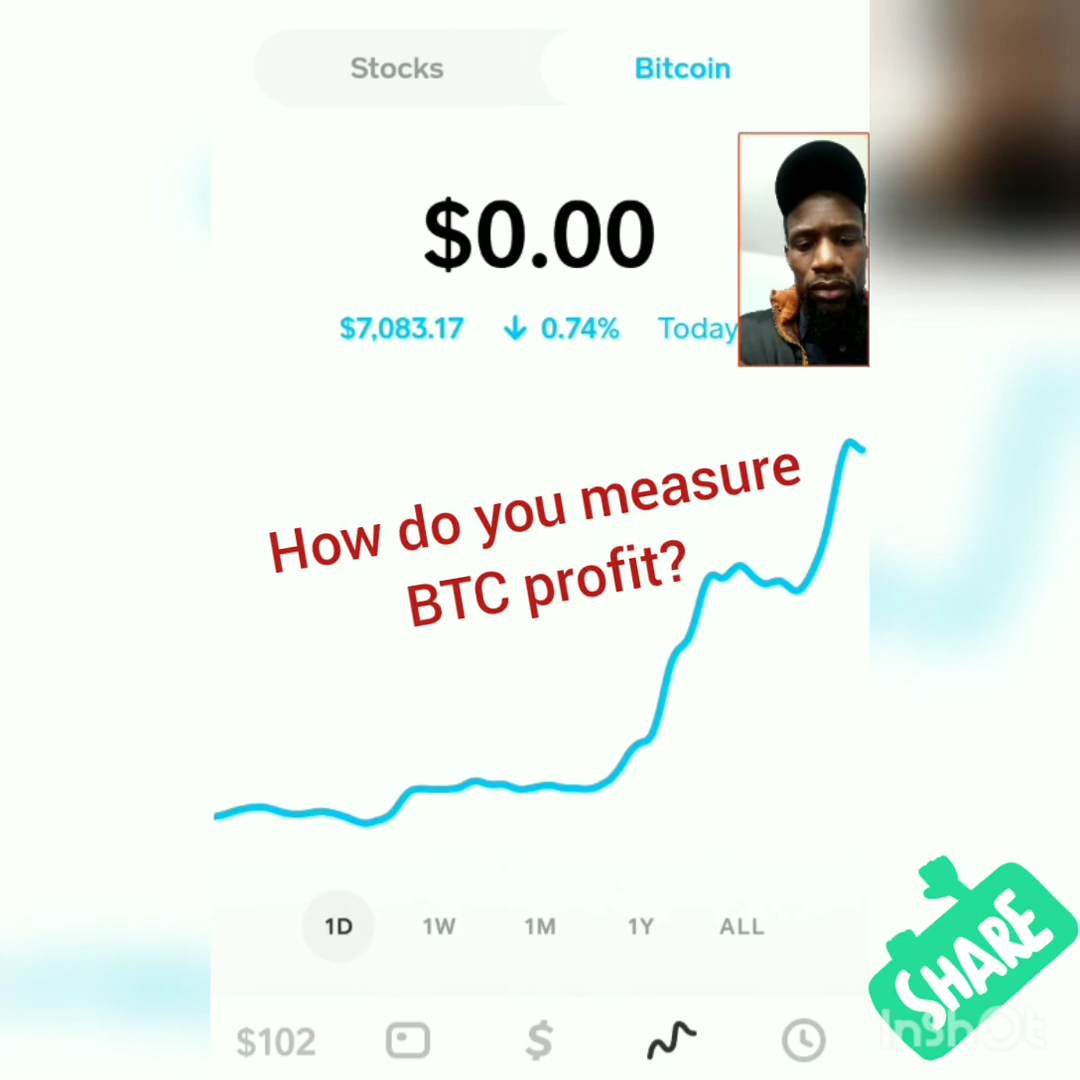 Stocks Bitcoin
$0.00
$7,083.17 ↓ 0.74% Today
How do you measure
BTC profit?
1D 1W 1M 1Y ALL
SHARE
$102 $
InShOt